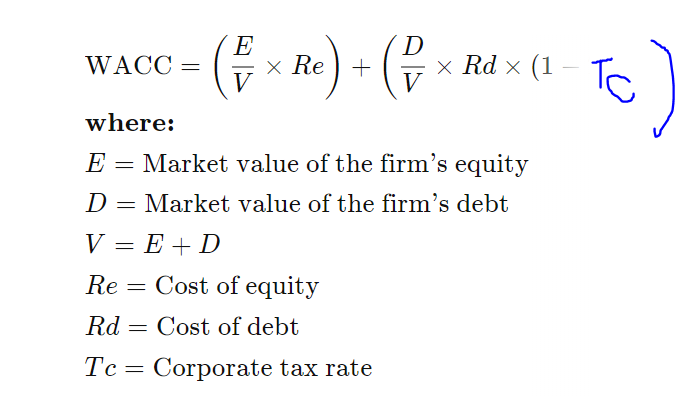 WACC = (E/V × Re) + (D/V × Rd × (1 − Tc)
where:
E = Market value of the firm's equity
D = Market value of the firm's debt
V = E + D
Re = Cost of equity
Rd = Cost of debt
Tc = Corporate tax rate